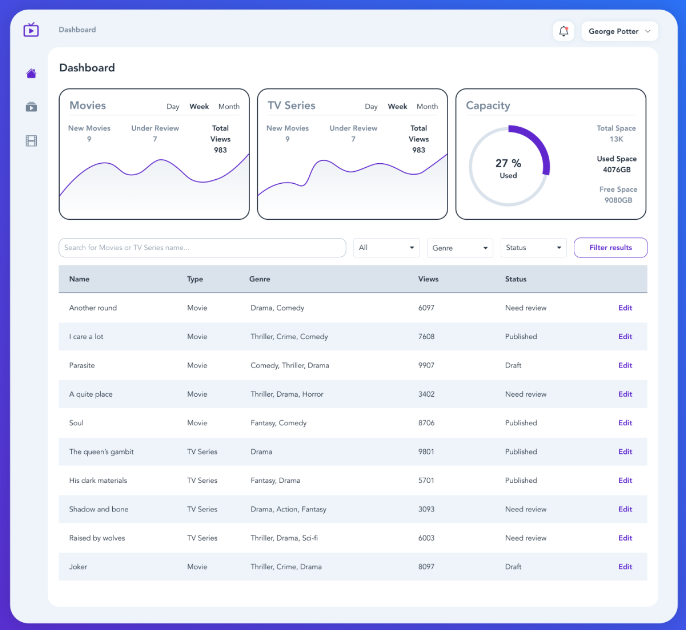 Dashboard
George Potter
Dashboard
Movies Day Week Month
New Movies Under Review Total Views
9 7 983
TV Series Day Week Month
New Movies Under Review Total Views
9 7 983
Capacity
27 %
Used
Total Space
13K
Used Space
4076GB
Free Space
9080GB
Search for Movies or TV Series name... All Genre Status Filter results
Name Type Genre Views Status
Another round Movie Drama, Comedy 6097 Need review Edit
I care a lot Movie Thriller, Crime, Comedy 7608 Published Edit
Parasite Movie Comedy, Thriller, Drama 9907 Draft Edit
A quite place Movie Thriller, Drama, Horror 3402 Need review Edit
Soul Movie Fantasy, Comedy 8706 Published Edit
The queen's gambit TV Series Drama 9801 Published Edit
His dark materials TV Series Fantasy, Drama 5701 Published Edit
Shadow and bone TV Series Drama, Action, Fantasy 3093 Need review Edit
Raised by wolves TV Series Thriller, Drama, Sci-fi 6003 Need review Edit
Joker Movie Thriller, Crime, Drama 8097 Draft Edit